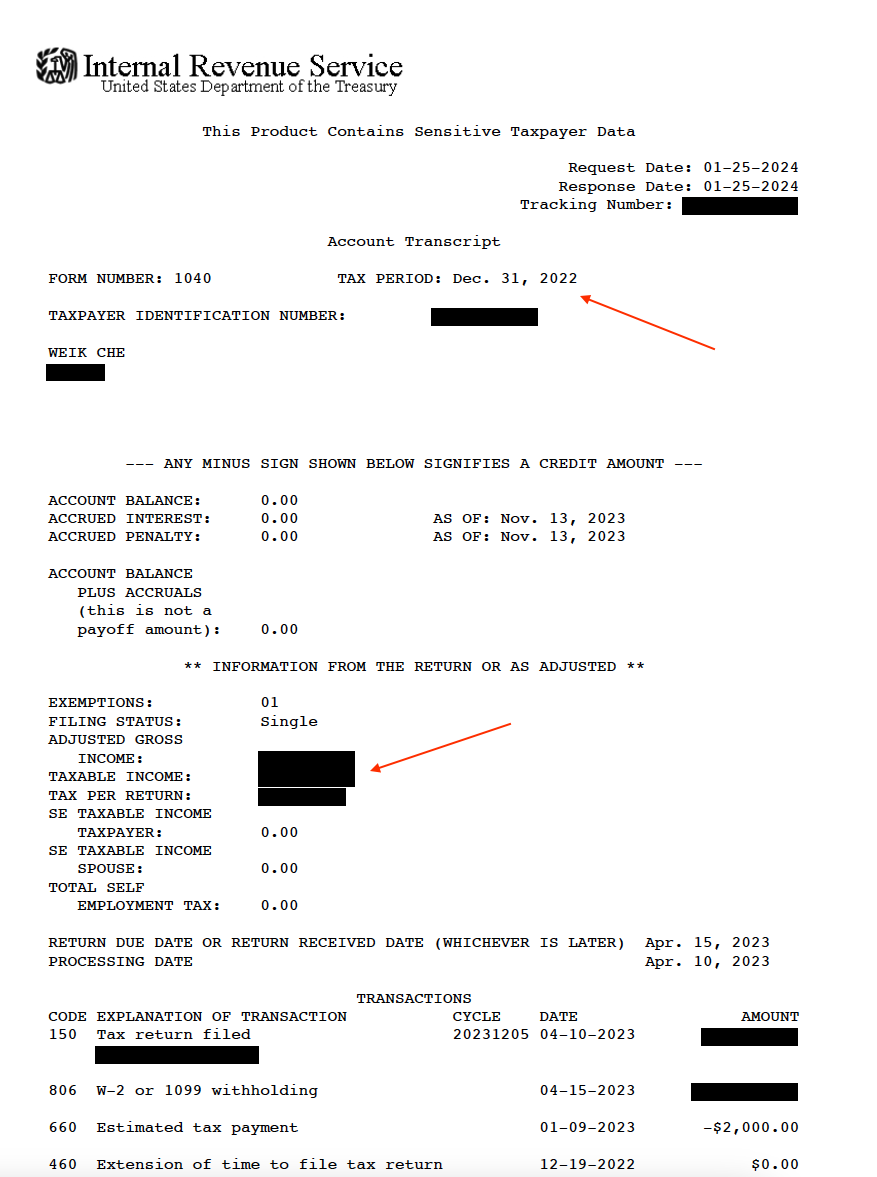 Internal Revenue Service
United States Department of the Treasury
This Product Contains Sensitive Taxpayer Data
Request Date: 01-25-2024
Response Date: 01-25-2024
Tracking Number:
Account Transcript
FORM NUMBER: 1040 TAX PERIOD: Dec. 31, 2022
TAXPAYER IDENTIFICATION NUMBER:
WEIK CHE
--- ANY MINUS SIGN SHOWN BELOW SIGNIFIES A CREDIT AMOUNT ---
ACCOUNT BALANCE: 0.00
ACCRUED INTEREST: 0.00 AS OF: Nov. 13, 2023
ACCRUED PENALTY: 0.00 AS OF: Nov. 13, 2023
ACCOUNT BALANCE
PLUS ACCRUALS
(this is not a
payoff amount): 0.00
** INFORMATION FROM THE RETURN OR AS ADJUSTED **
EXEMPTIONS: 01
FILING STATUS: Single
ADJUSTED GROSS
INCOME:
TAXABLE INCOME:
TAX PER RETURN:
SE TAXABLE INCOME
TAXPAYER: 0.00
SE TAXABLE INCOME
SPOUSE: 0.00
TOTAL SELF
EMPLOYMENT TAX: 0.00
RETURN DUE DATE OR RETURN RECEIVED DATE (WHICHEVER IS LATER) Apr. 15, 2023
PROCESSING DATE Apr. 10, 2023
TRANSACTIONS
CODE EXPLANATION OF TRANSACTION CYCLE DATE AMOUNT
150 Tax return filed 20231205 04-10-2023
806 W-2 or 1099 withholding 04-15-2023
660 Estimated tax payment 01-09-2023 -$2,000.00
460 Extension of time to file tax return 12-19-2022 $0.00